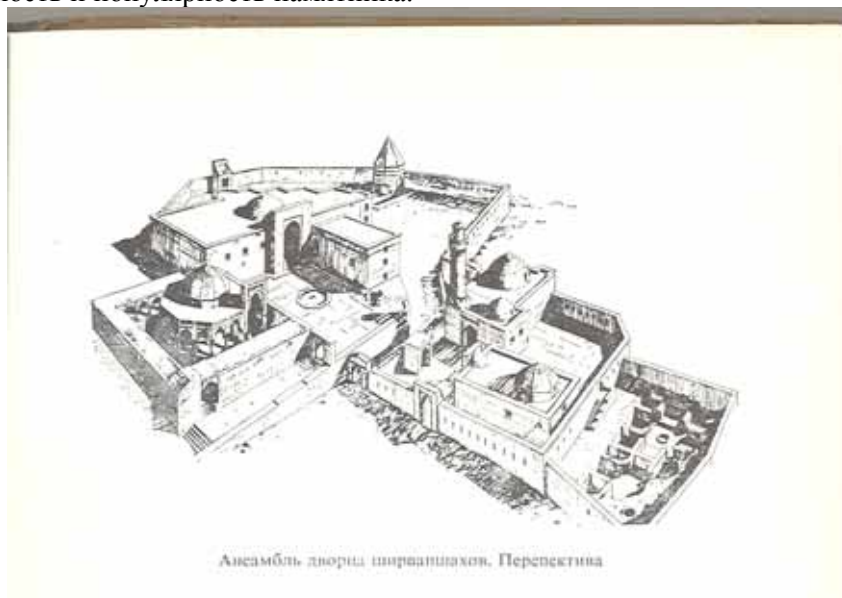 популярность памятника.
Ансамбль дворца ширваншахов. Перспектива